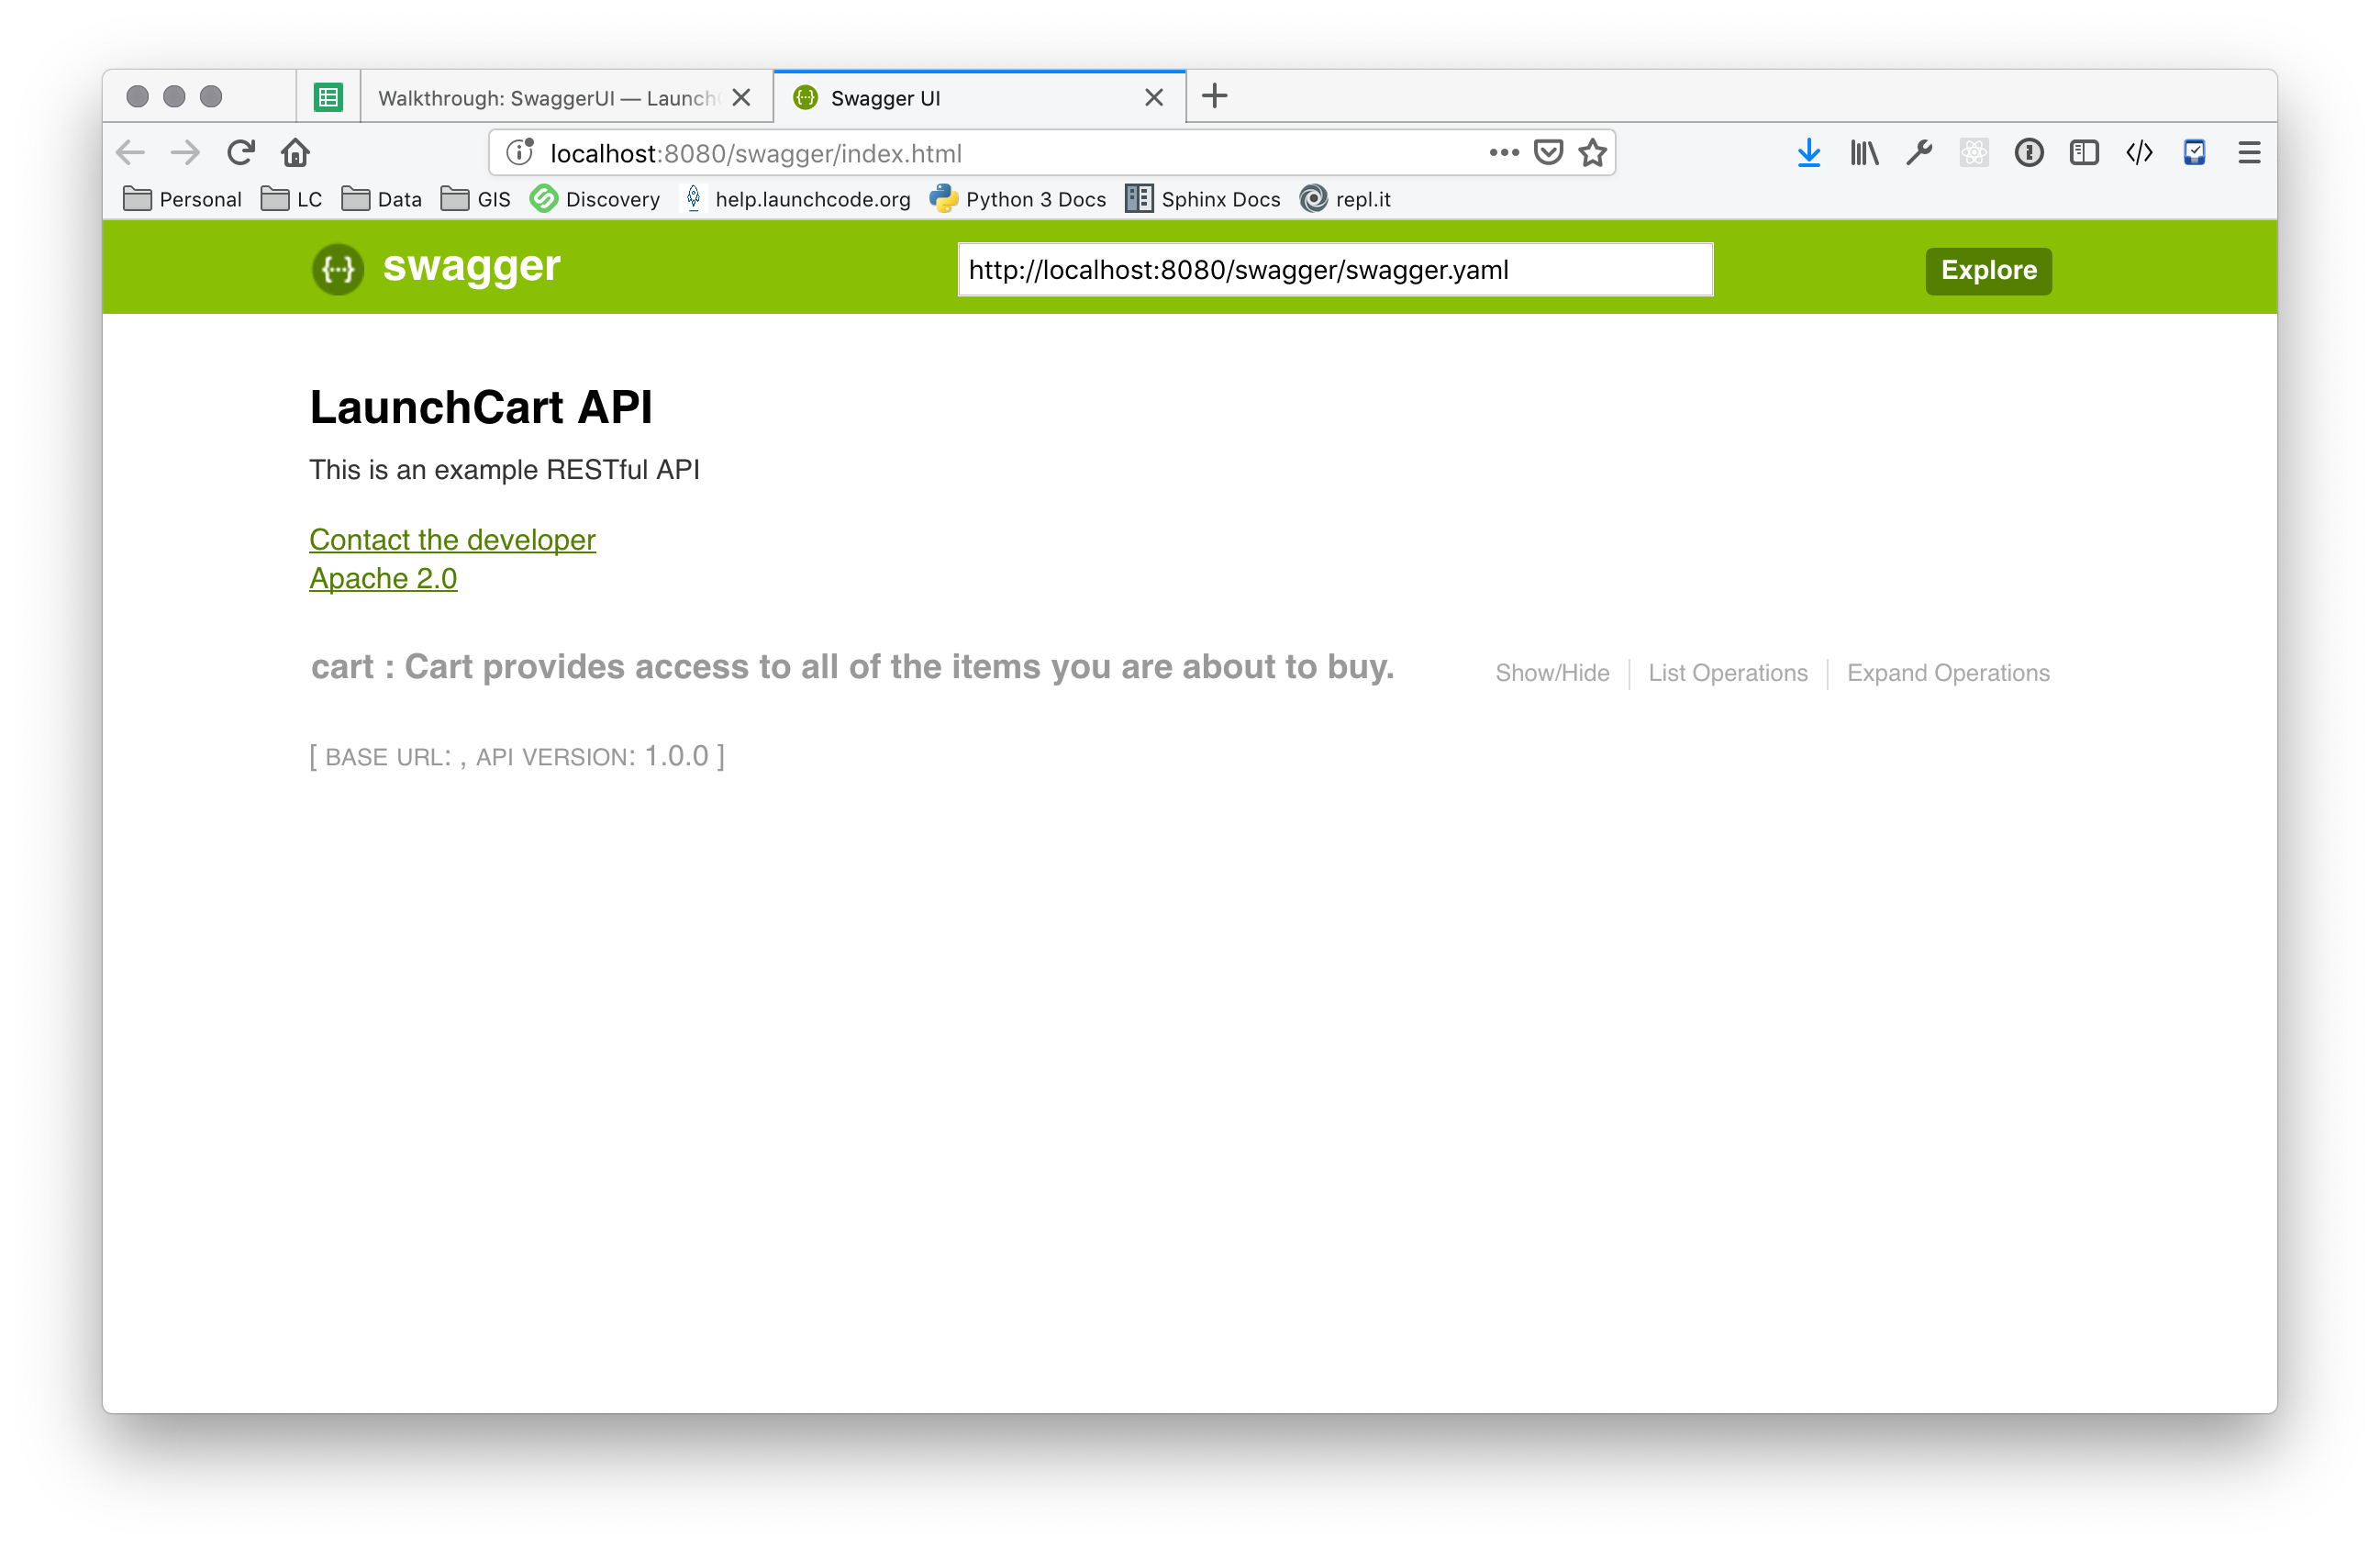 Walkthrough: SwaggerUI — Launch
Swagger UI
localhost:8080/swagger/index.html
Personal LC Data GIS Discovery help.launchcode.org Python 3 Docs Sphinx Docs repl.it
swagger http://localhost:8080/swagger/swagger.yaml Explore
LaunchCart API
This is an example RESTful API
Contact the developer
Apache 2.0
cart : Cart provides access to all of the items you are about to buy. Show/Hide List Operations Expand Operations
[ BASE URL: , API VERSION: 1.0.0 ]